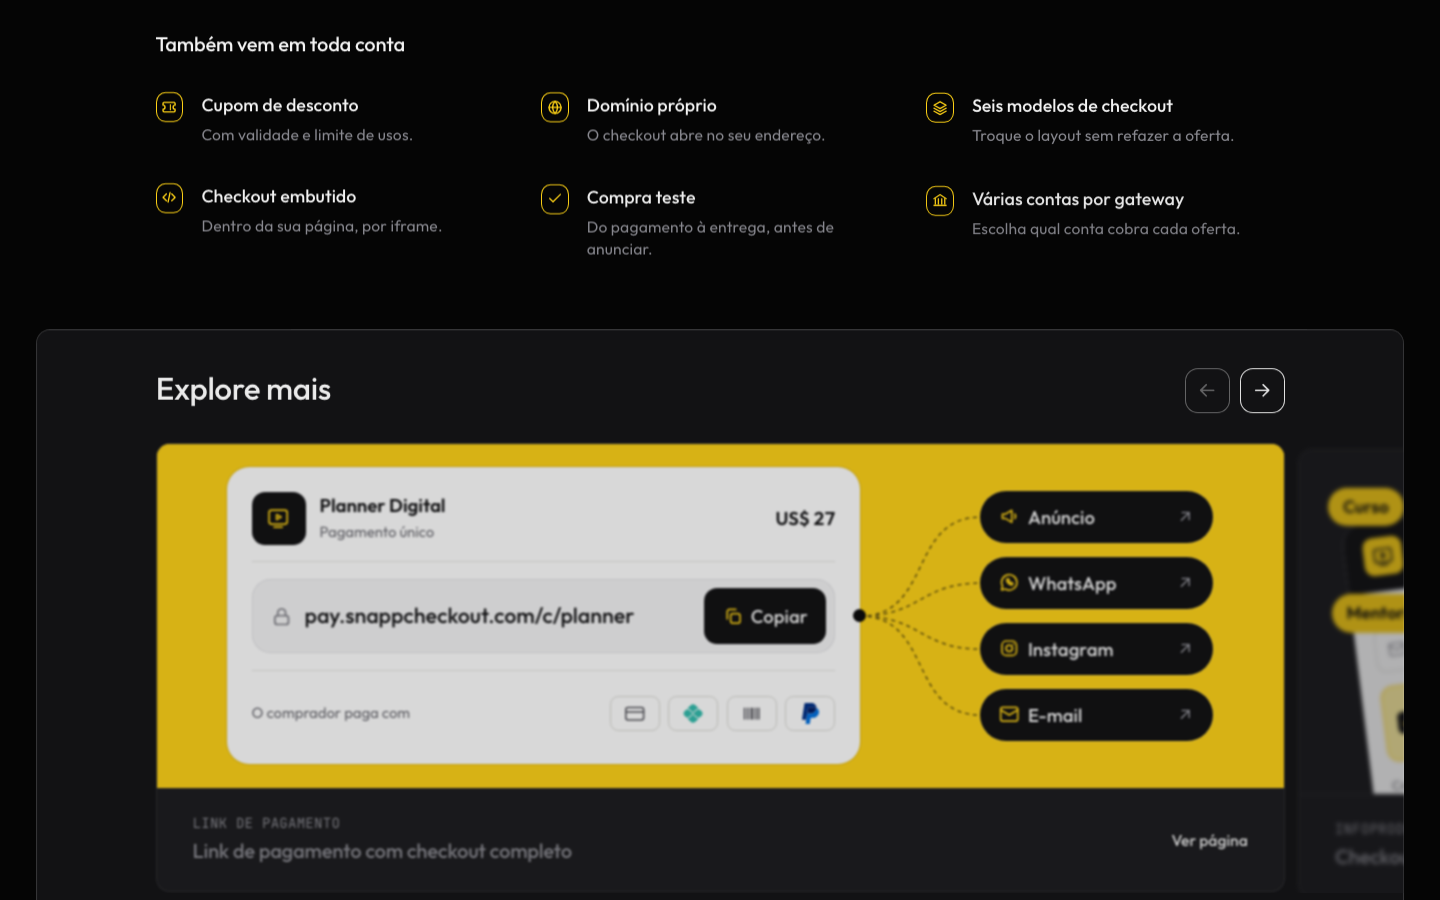 Também vem em toda conta
Cupom de desconto
Com validade e limite de usos.
Domínio próprio
O checkout abre no seu endereço.
Seis modelos de checkout
Troque o layout sem refazer a oferta.
Checkout embutido
Dentro da sua página, por iframe.
Compra teste
Do pagamento à entrega, antes de
anunciar.
Várias contas por gateway
Escolha qual conta cobra cada oferta.
Explore mais
Planner Digital
Pagamento único
US$ 27
pay.snappcheckout.com/c/planner
Copiar
O comprador paga com
Anúncio
WhatsApp
Instagram
E-mail
LINK DE PAGAMENTO
Link de pagamento com checkout completo
Ver página
Curso